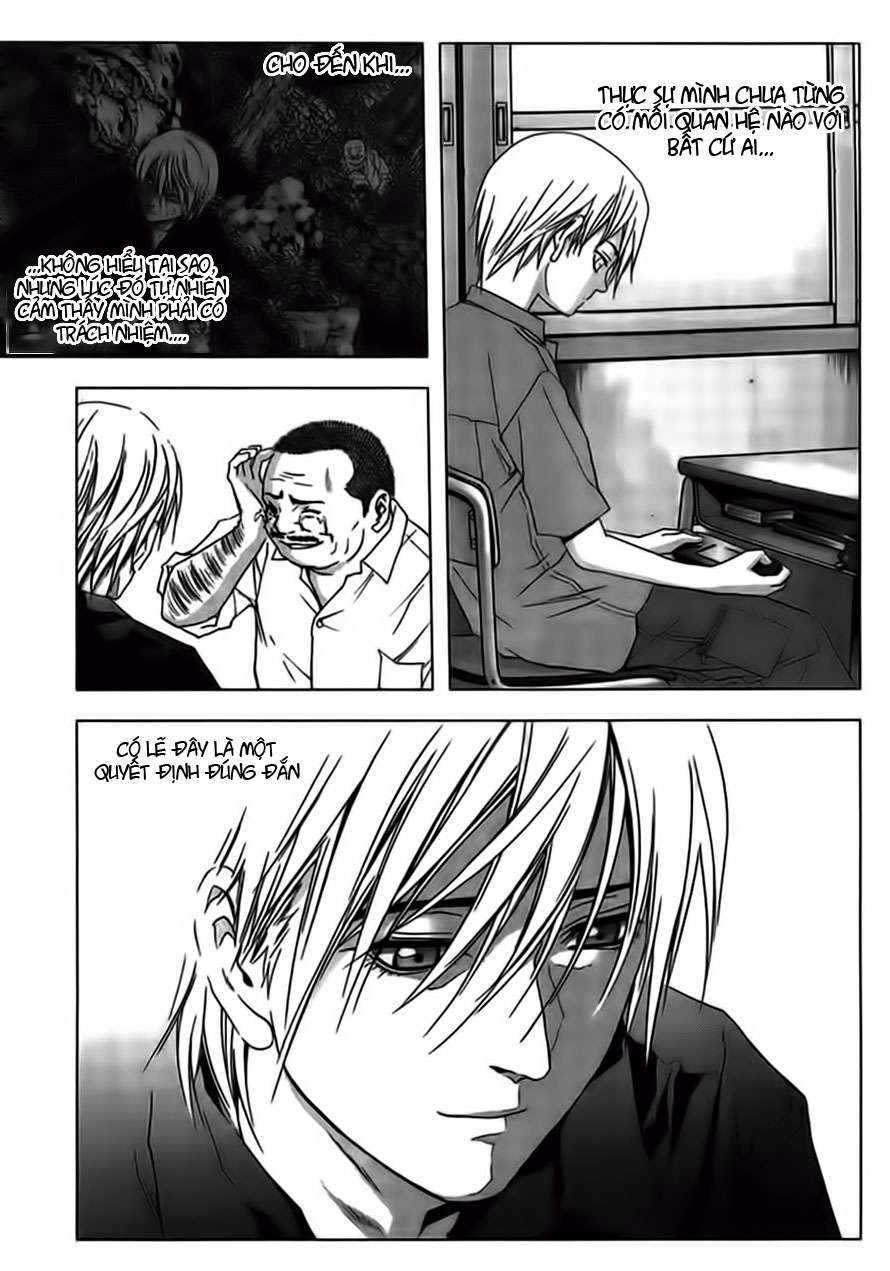 THỰC SỰ MÌNH CHƯA TỪNG
CÓ MỐI QUAN HỆ NÀO VỚI
BẤT CỨ AI...
CHO ĐẾN KHI...
...KHÔNG HIỂU TẠI SAO,
NHƯNG LÚC ĐÓ TỰ NHIÊN
CẢM THẤY MÌNH PHẢI CÓ
TRÁCH NHIỆM....
CÓ LẼ ĐÂY LÀ MỘT
QUYẾT ĐỊNH ĐÚNG ĐẮN